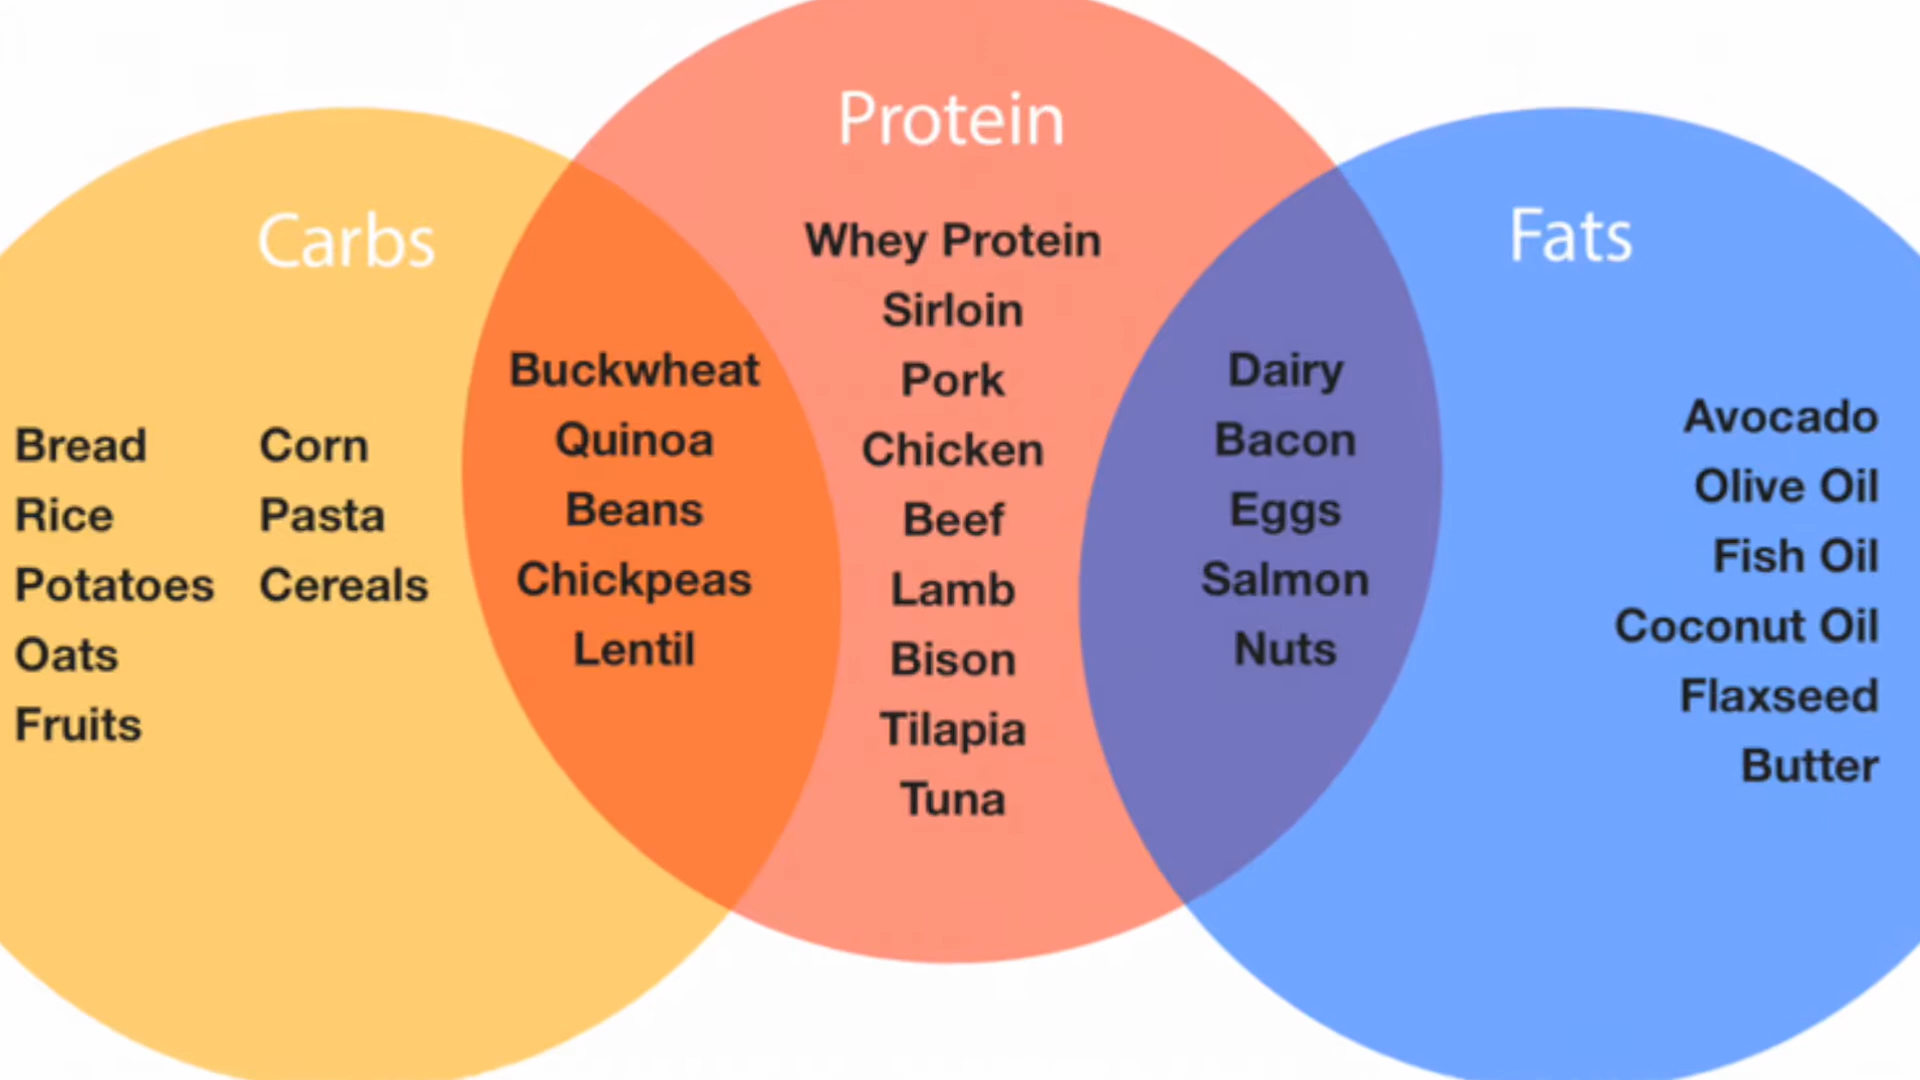 Protein
Carbs
Fats
Bread
Rice
Potatoes
Oats
Fruits
Corn
Pasta
Cereals
Buckwheat
Quinoa
Beans
Chickpeas
Lentil
Whey Protein
Sirloin
Pork
Chicken
Beef
Lamb
Bison
Tilapia
Tuna
Dairy
Bacon
Eggs
Salmon
Nuts
Avocado
Olive Oil
Fish Oil
Coconut Oil
Flaxseed
Butter